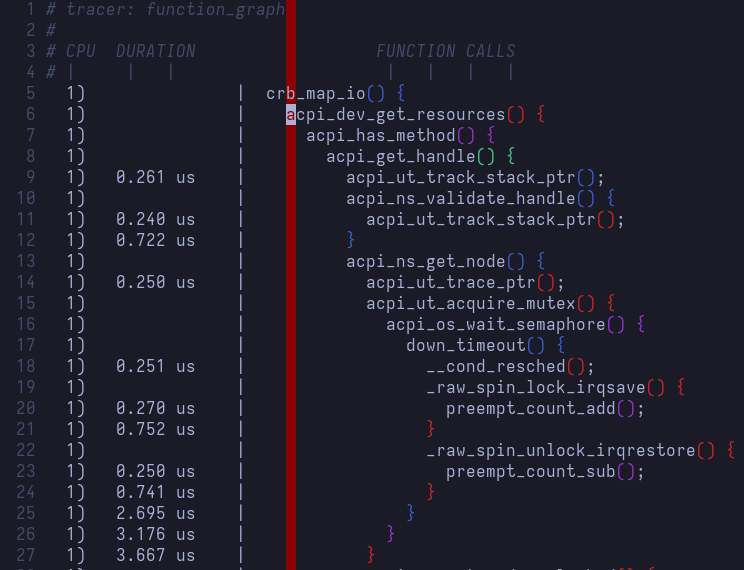 1 # tracer: function_graph
2 #
3 # CPU  DURATION                  FUNCTION CALLS
4 # |     |   |                     |   |   |   |
5   1)               |  crb_map_io() {
6   1)               |    acpi_dev_get_resources() {
7   1)               |      acpi_has_method() {
8   1)               |        acpi_get_handle() {
9   1)   0.261 us    |          acpi_ut_track_stack_ptr();
10   1)               |          acpi_ns_validate_handle() {
11   1)   0.240 us    |            acpi_ut_track_stack_ptr();
12   1)   0.722 us    |          }
13   1)               |          acpi_ns_get_node() {
14   1)   0.250 us    |            acpi_ut_trace_ptr();
15   1)               |            acpi_ut_acquire_mutex() {
16   1)               |              acpi_os_wait_semaphore() {
17   1)               |                down_timeout() {
18   1)   0.251 us    |                  __cond_resched();
19   1)               |                  _raw_spin_lock_irqsave() {
20   1)   0.270 us    |                    preempt_count_add();
21   1)   0.752 us    |                  }
22   1)               |                  _raw_spin_unlock_irqrestore() {
23   1)   0.250 us    |                    preempt_count_sub();
24   1)   0.741 us    |                  }
25   1)   2.695 us    |                }
26   1)   3.176 us    |              }
27   1)   3.667 us    |            }